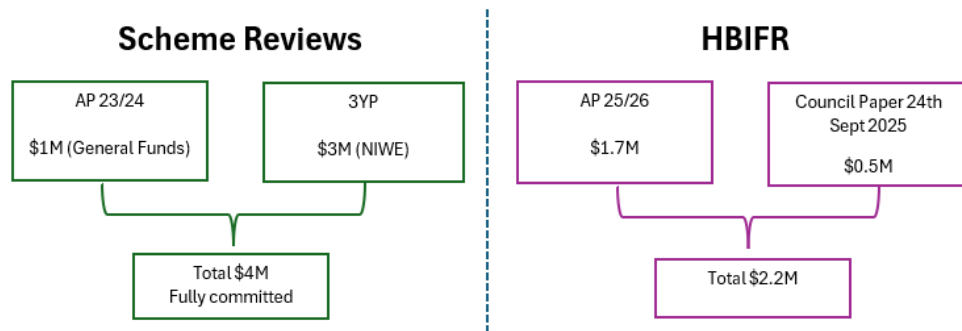 Scheme Reviews
AP 23/24
$1M (General Funds)
3YP
$3M (NIWE)
Total $4M
Fully committed
HBIFR
AP 25/26
$1.7M
Council Paper 24th
Sept 2025
$0.5M
Total $2.2M